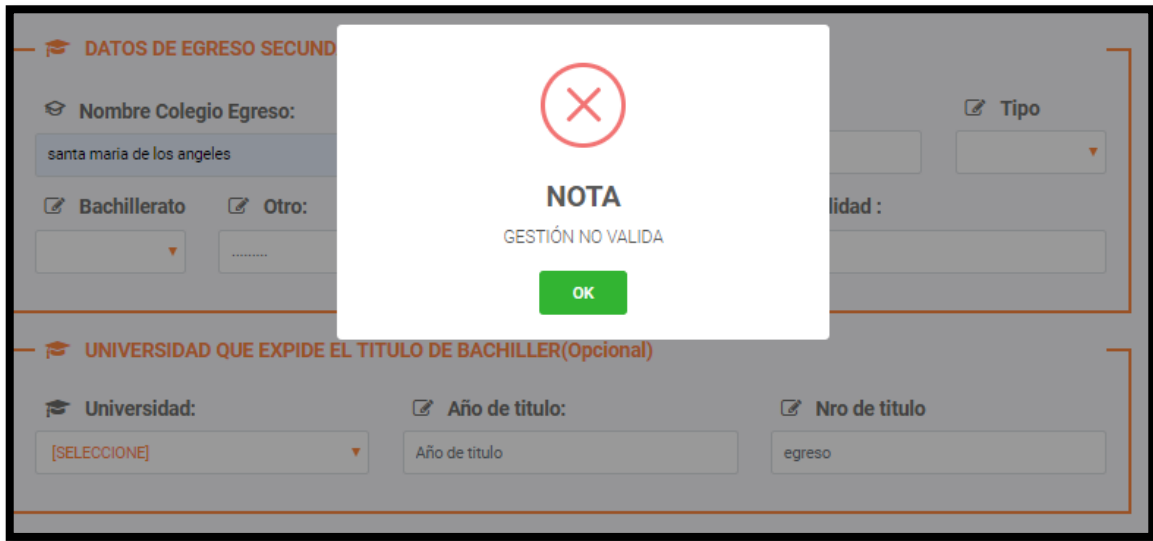 DATOS DE EGRESO SECUND
Nombre Colegio Egreso:
Tipo
santa maria de los angeles
Bachillerato
Otro:
lidad :
.........
NOTA
GESTIÓN NO VALIDA
OK
UNIVERSIDAD QUE EXPIDE EL TITULO DE BACHILLER(Opcional)
Universidad:
Año de titulo:
Nro de titulo
[SELECCIONE]
Año de titulo
egreso